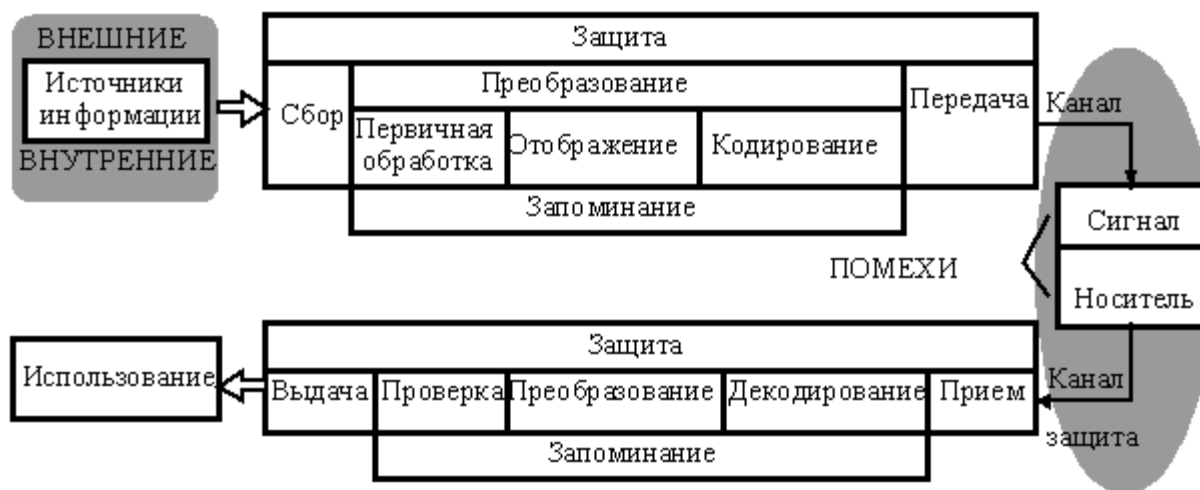 ВНЕШНИЕ
Источники
информации
ВНУТРЕННИЕ
Защита
Сбор
Преобразование
Первичная
обработка
Отображение
Кодирование
Передача
Запоминание
Канал
Сигнал
Носитель
ПОМЕХИ
Канал
защита
Защита
Прием
Декодирование
Преобразование
Проверка
Выдача
Запоминание
Использование